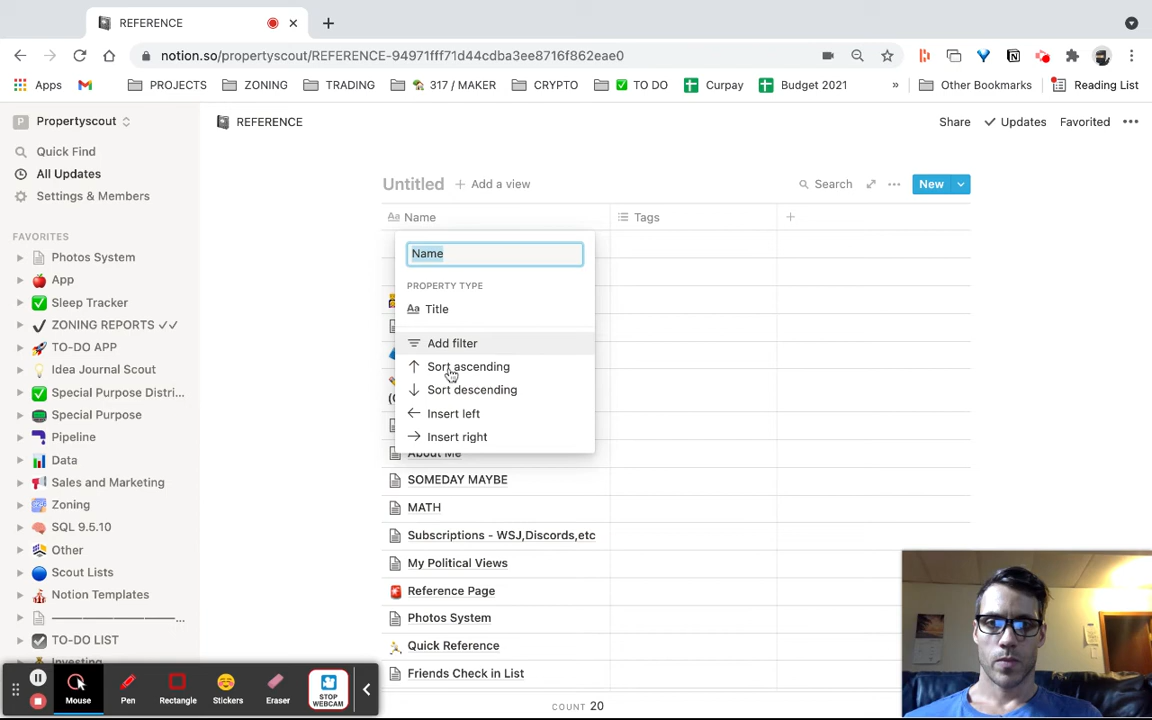 REFERENCE
notion.so/propertyscout/REFERENCE-94971fff71d44cdba3ee8716f862eae0
Apps
PROJECTS
ZONING
TRADING
317 / MAKER
CRYPTO
TO DO
Curpay
Budget 2021
»
Other Bookmarks
Reading List
P Propertyscout
REFERENCE
Share
Updates
Favorited
Quick Find
All Updates
Settings & Members
FAVORITES
Photos System
App
Sleep Tracker
ZONING REPORTS ✓✓
TO-DO APP
Idea Journal Scout
Special Purpose Distri...
Special Purpose
Pipeline
Data
Sales and Marketing
Zoning
SQL 9.5.10
Other
Scout Lists
Notion Templates
———————————...
TO-DO LIST
Investing
Untitled
+ Add a view
Search
New
Aa Name
Tags
Name
PROPERTY TYPE
Aa Title
Add filter
Sort ascending
Sort descending
Insert left
Insert right
About Me
SOMEDAY MAYBE
MATH
Subscriptions - WSJ,Discords,etc
My Political Views
Reference Page
Photos System
Quick Reference
Friends Check in List
COUNT 20
Mouse
Pen
Rectangle
Stickers
Eraser
STOP
WEBCAM